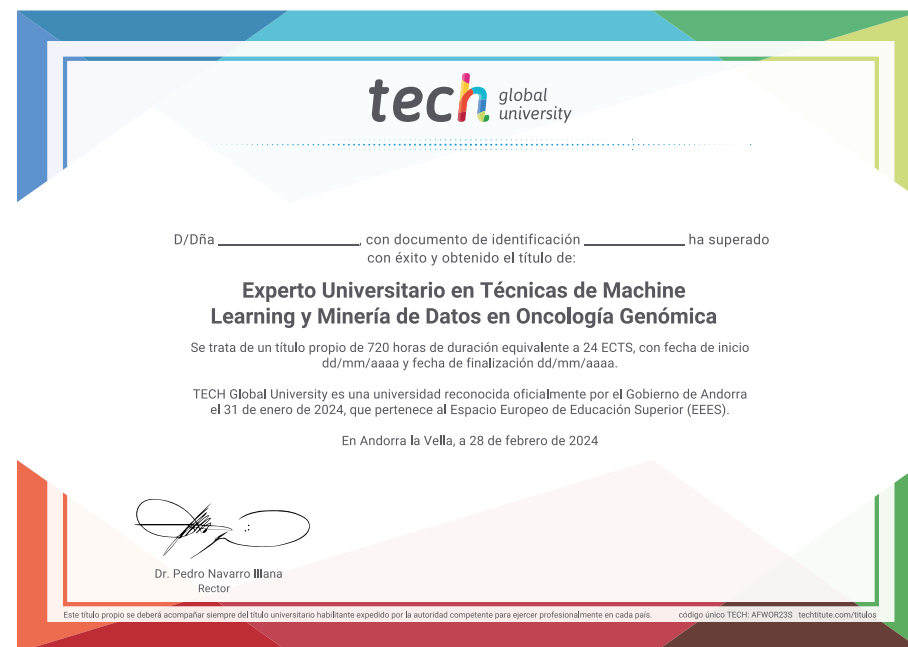 tech global university
D/Dña ______________, con documento de identificación __________ ha superado
con éxito y obtenido el título de:
Experto Universitario en Técnicas de Machine
Learning y Minería de Datos en Oncología Genómica
Se trata de un título propio de 720 horas de duración equivalente a 24 ECTS, con fecha de inicio
dd/mm/aaaa y fecha de finalización dd/mm/aaaa.
TECH Global University es una universidad reconocida oficialmente por el Gobierno de Andorra
el 31 de enero de 2024, que pertenece al Espacio Europeo de Educación Superior (EEES).
En Andorra la Vella, a 28 de febrero de 2024
Dr. Pedro Navarro Illana
Rector
Este título propio se deberá acompañar siempre del título universitario habilitante expedido por la autoridad competente para ejercer profesionalmente en cada país. código único TECH: AFWOR23S techtitute.com/titulos